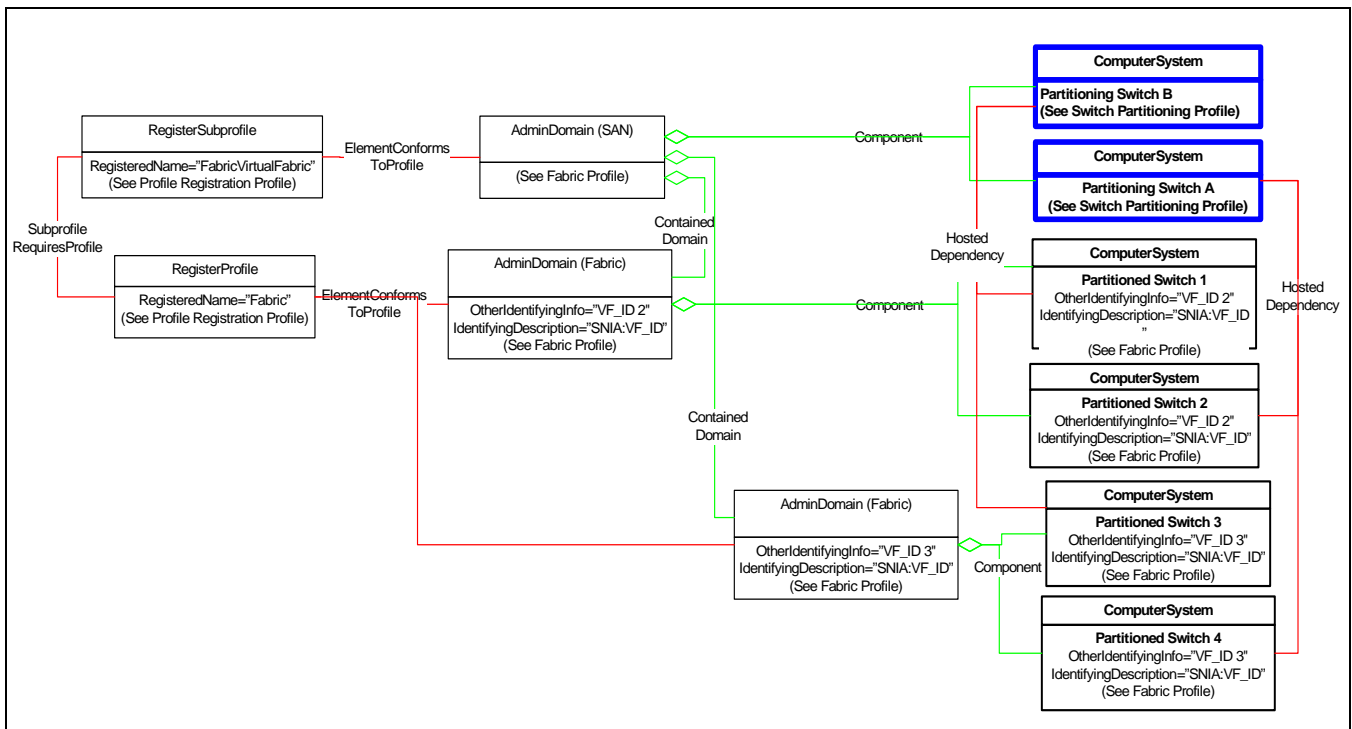 ComputerSystem
Partitioning Switch B
(See Switch Partitioning Profile)
RegisterSubprofile
RegisteredName="FabricVirtualFabric"
(See Profile Registration Profile)
ElementConforms
ToProfile
AdminDomain (SAN)
(See Fabric Profile)
Component
ComputerSystem
Partitioning Switch A
(See Switch Partitioning Profile)
Subprofile
RequiresProfile
Contained
Domain
Hosted
Dependency
RegisterProfile
RegisteredName="Fabric"
(See Profile Registration Profile)
ElementConforms
ToProfile
AdminDomain (Fabric)
OtherIdentifyingInfo="VF_ID 2"
IdentifyingDescription="SNIA:VF_ID"
(See Fabric Profile)
Component
ComputerSystem
Partitioned Switch 1
OtherIdentifyingInfo="VF_ID 2"
IdentifyingDescription="SNIA:VF_ID
"
(See Fabric Profile)
Hosted
Dependency
ComputerSystem
Partitioned Switch 2
OtherIdentifyingInfo="VF_ID 2"
IdentifyingDescription="SNIA:VF_ID"
(See Fabric Profile)
Contained
Domain
AdminDomain (Fabric)
OtherIdentifyingInfo="VF_ID 3"
IdentifyingDescription="SNIA:VF_ID"
(See Fabric Profile)
Component
ComputerSystem
Partitioned Switch 3
OtherIdentifyingInfo="VF_ID 3"
IdentifyingDescription="SNIA:VF_ID"
(See Fabric Profile)
ComputerSystem
Partitioned Switch 4
OtherIdentifyingInfo="VF_ID 3"
IdentifyingDescription="SNIA:VF_ID"
(See Fabric Profile)